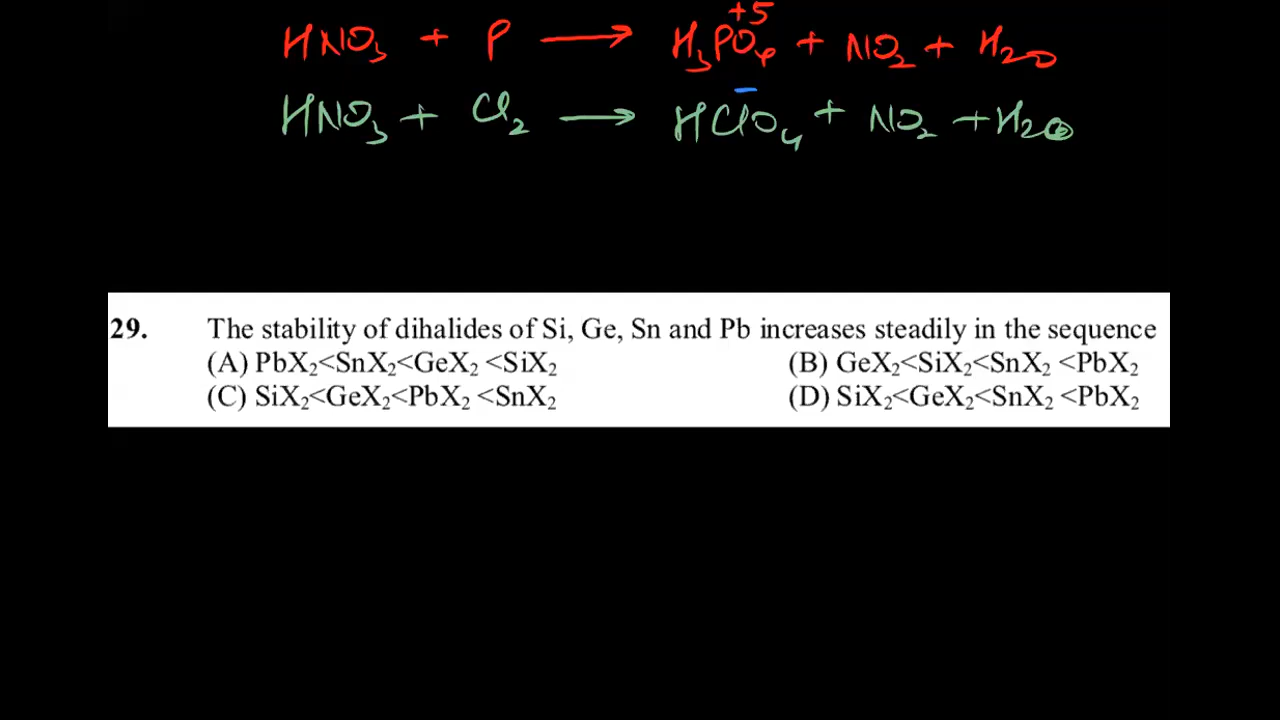 +5
HNO₃ + P ⟶ H₃PO₄ + NO₂ + H₂O
HNO₃ + Cl₂ ⟶ HClO₄ + NO₂ + H₂O
29. The stability of dihalides of Si, Ge, Sn and Pb increases steadily in the sequence
(A) PbX₂<SnX₂<GeX₂ <SiX₂ (B) GeX₂<SiX₂<SnX₂ <PbX₂
(C) SiX₂<GeX₂<PbX₂ <SnX₂ (D) SiX₂<GeX₂<SnX₂ <PbX₂